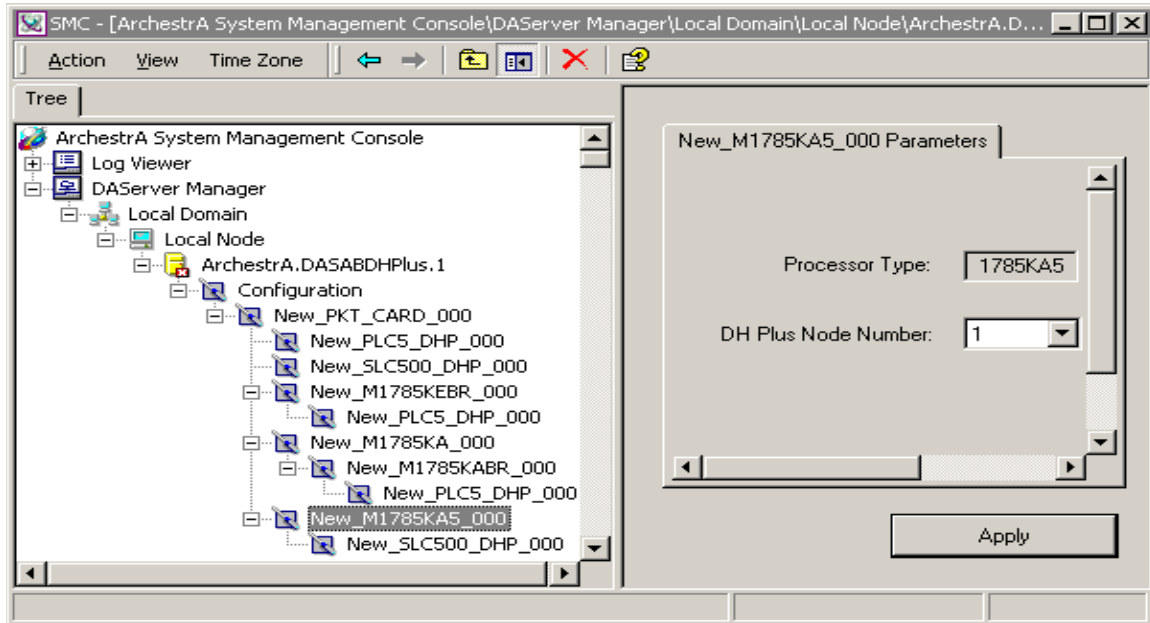 SMC - [ArchestrA System Management Console\DAServer Manager\Local Domain\Local Node\ArchestrA.D...
Action View Time Zone
Tree
ArchestrA System Management Console
Log Viewer
DAServer Manager
Local Domain
Local Node
ArchestrA.DASABDHPlus.1
Configuration
New_PKT_CARD_000
New_PLC5_DHP_000
New_SLC500_DHP_000
New_M1785KEBR_000
New_PLC5_DHP_000
New_M1785KA_000
New_M1785KABR_000
New_PLC5_DHP_000
New_M1785KA5_000
New_SLC500_DHP_000
New_M1785KA5_000 Parameters
Processor Type: 1785KA5
DH Plus Node Number: 1
Apply